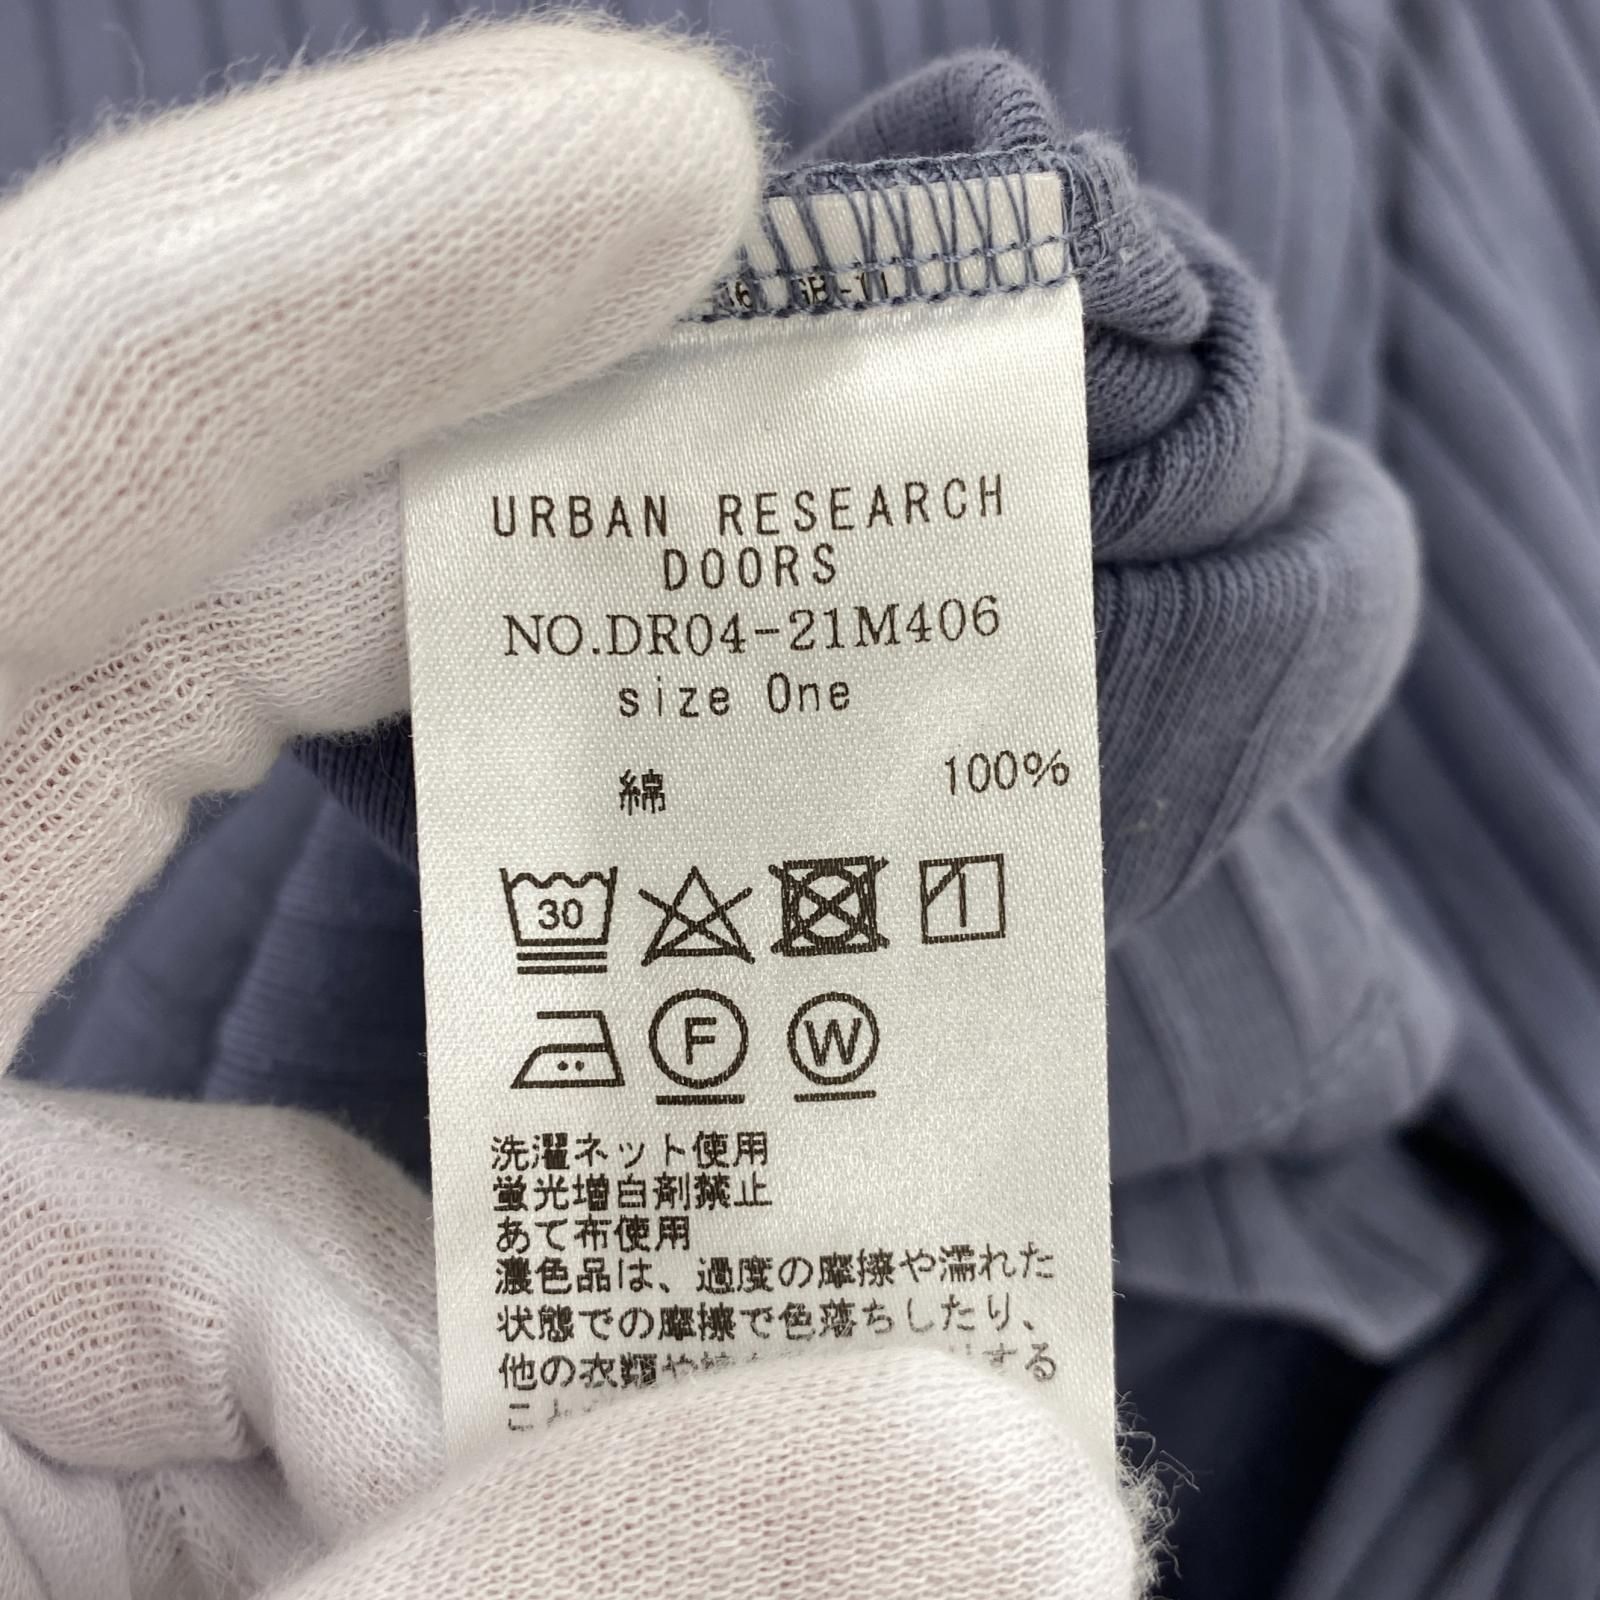 URBAN RESEARCH
DOORS
NO.DR04-21M406
size One
綿 100%
30
F W
洗濯ネット使用
蛍光増白剤禁止
あて布使用
濃色品は、過度の摩擦や濡れた
状態での摩擦で色落ちしたり、
他の衣類や する
こ